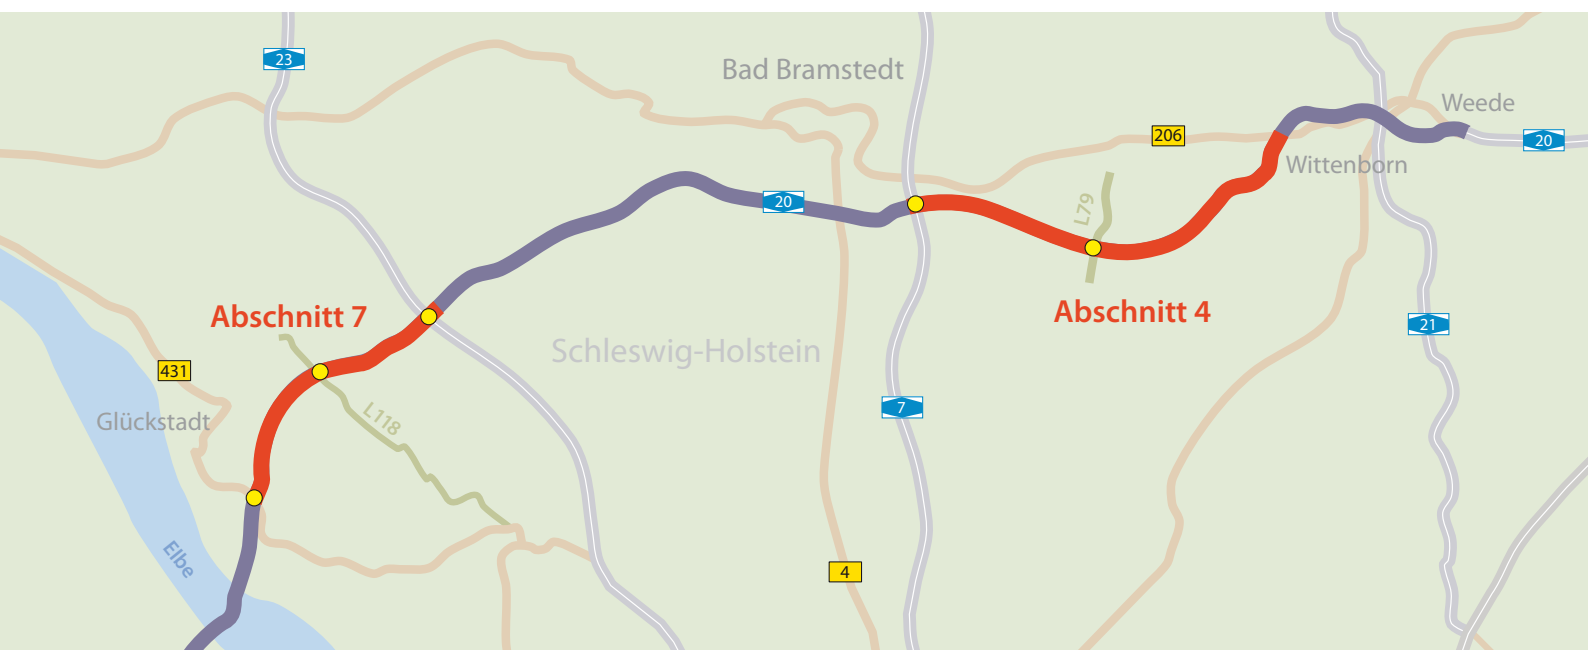 23
Bad Bramstedt
Weede
206
20
Wittenborn
20
L79
Abschnitt 7
Abschnitt 4
Schleswig-Holstein
21
431
7
Glückstadt
L118
Elbe
4